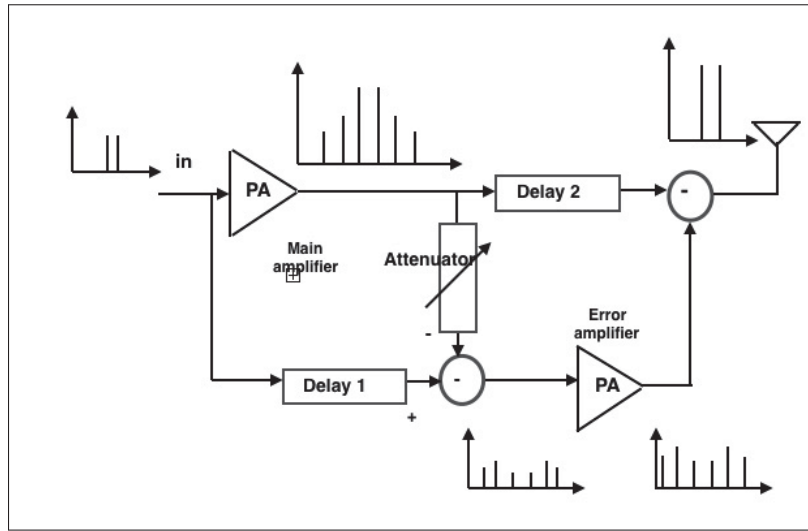 in
PA
Delay 2
-
Main
amplifier
Attenuator
Error
amplifier
-
Delay 1
-
PA
+